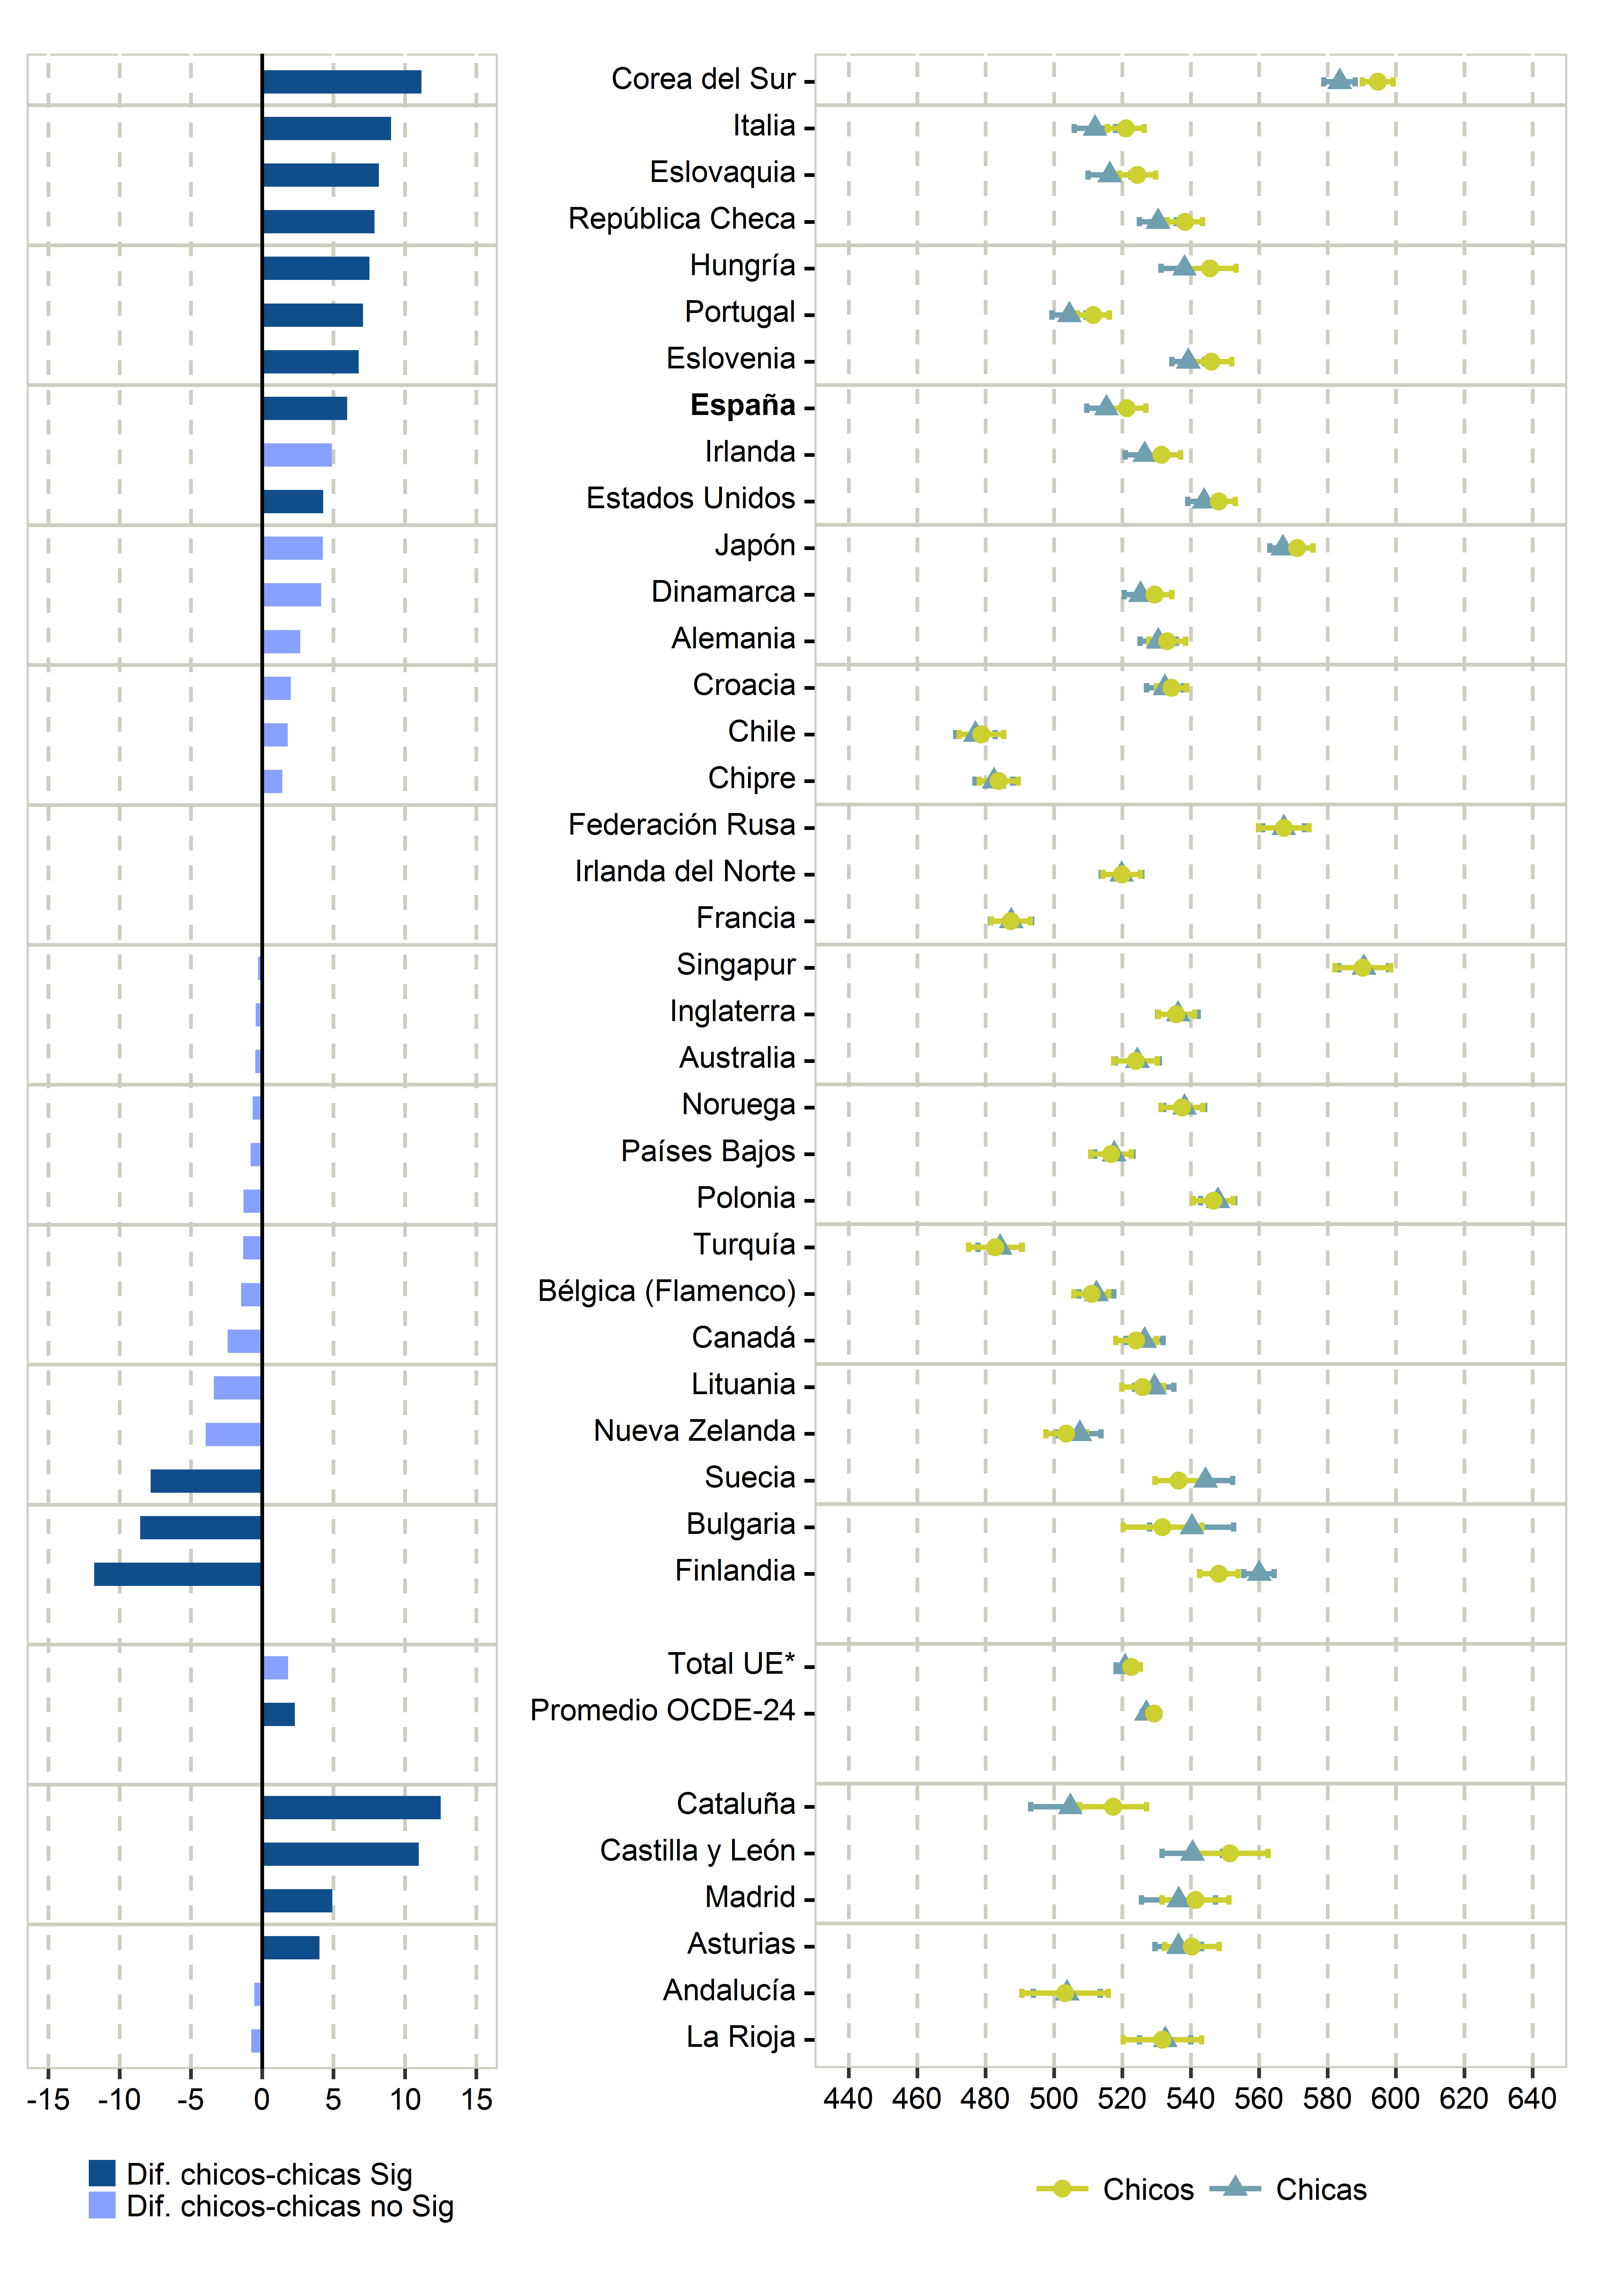 Corea del Sur
Italia
Eslovaquia
República Checa
Hungría
Portugal
Eslovenia
España
Irlanda
Estados Unidos
Japón
Dinamarca
Alemania
Croacia
Chile
Chipre
Federación Rusa
Irlanda del Norte
Francia
Singapur
Inglaterra
Australia
Noruega
Países Bajos
Polonia
Turquía
Bélgica (Flamenco)
Canadá
Lituania
Nueva Zelanda
Suecia
Bulgaria
Finlandia
Total UE*
Promedio OCDE-24
Cataluña
Castilla y León
Madrid
Asturias
Andalucía
La Rioja
-15 -10 -5 0 5 10 15
440 460 480 500 520 540 560 580 600 620 640
Dif. chicos-chicas Sig
Dif. chicos-chicas no Sig
Chicos Chicas